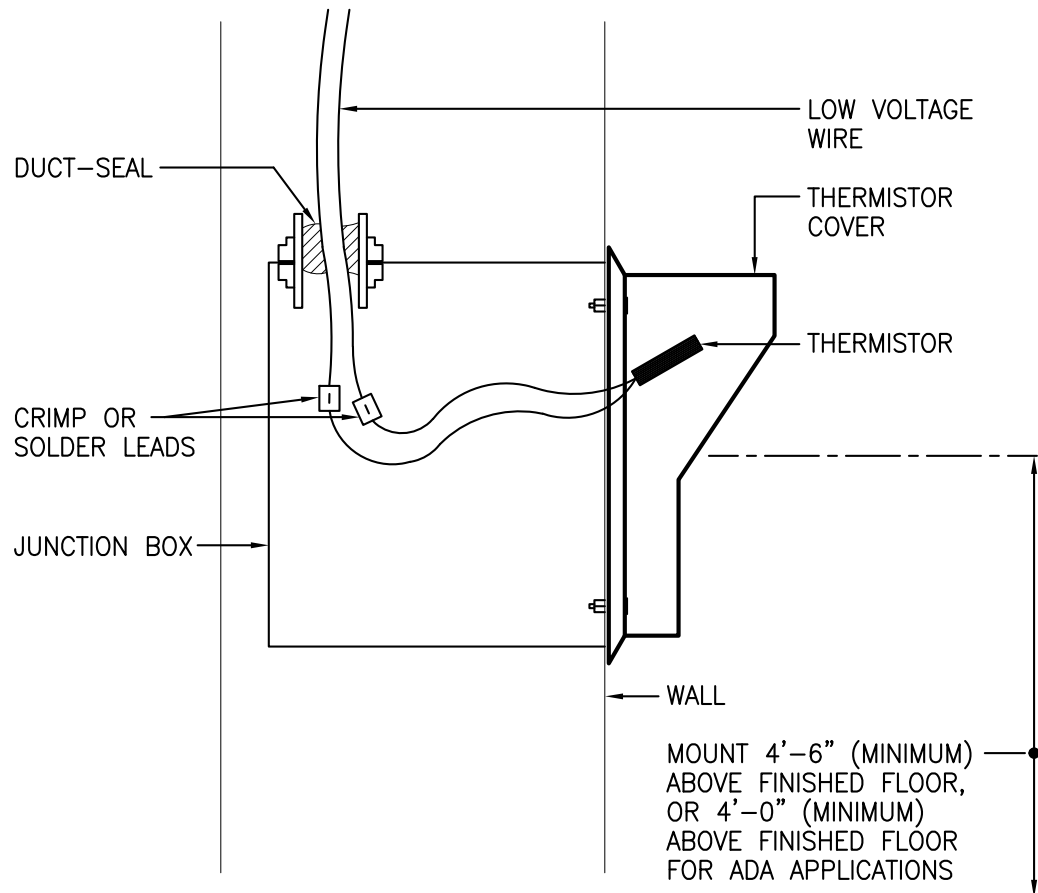 LOW VOLTAGE
WIRE
DUCT-SEAL
THERMISTOR
COVER
THERMISTOR
CRIMP OR
SOLDER LEADS
JUNCTION BOX
WALL
MOUNT 4'-6" (MINIMUM)
ABOVE FINISHED FLOOR,
OR 4'-0" (MINIMUM)
ABOVE FINISHED FLOOR
FOR ADA APPLICATIONS